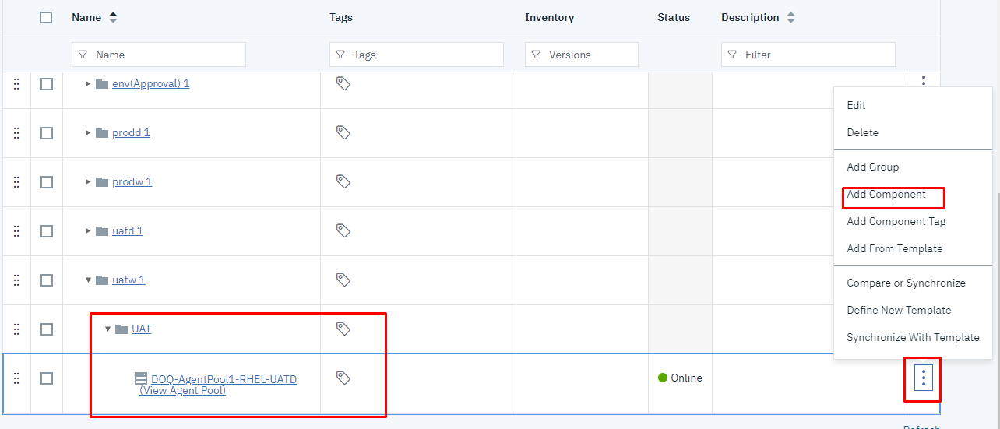 Name Tags Inventory Status Description
Name Tags Versions Filter
env(Approval) 1
Edit
prodd 1
Delete
Add Group
prodw 1
Add Component
Add Component Tag
uatd 1
Add From Template
uatw 1
Compare or Synchronize
Define New Template
UAT
Synchronize With Template
DOQ-AgentPool1-RHEL-UATD Online
(View Agent Pool)
Refresh